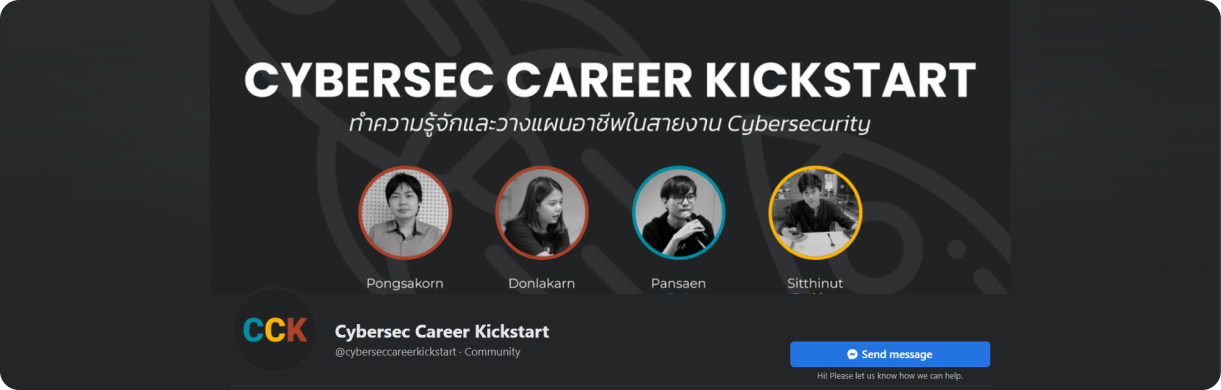 CYBERSEC CAREER KICKSTART
ทำความรู้จักและวางแผนอาชีพในสายงาน Cybersecurity
Pongsakorn
Donlakarn
Pansaen
Sitthinut
CCK
Cybersec Career Kickstart
@cyberseccareerkickstart · Community
Send message
Hi! Please let us know how we can help.